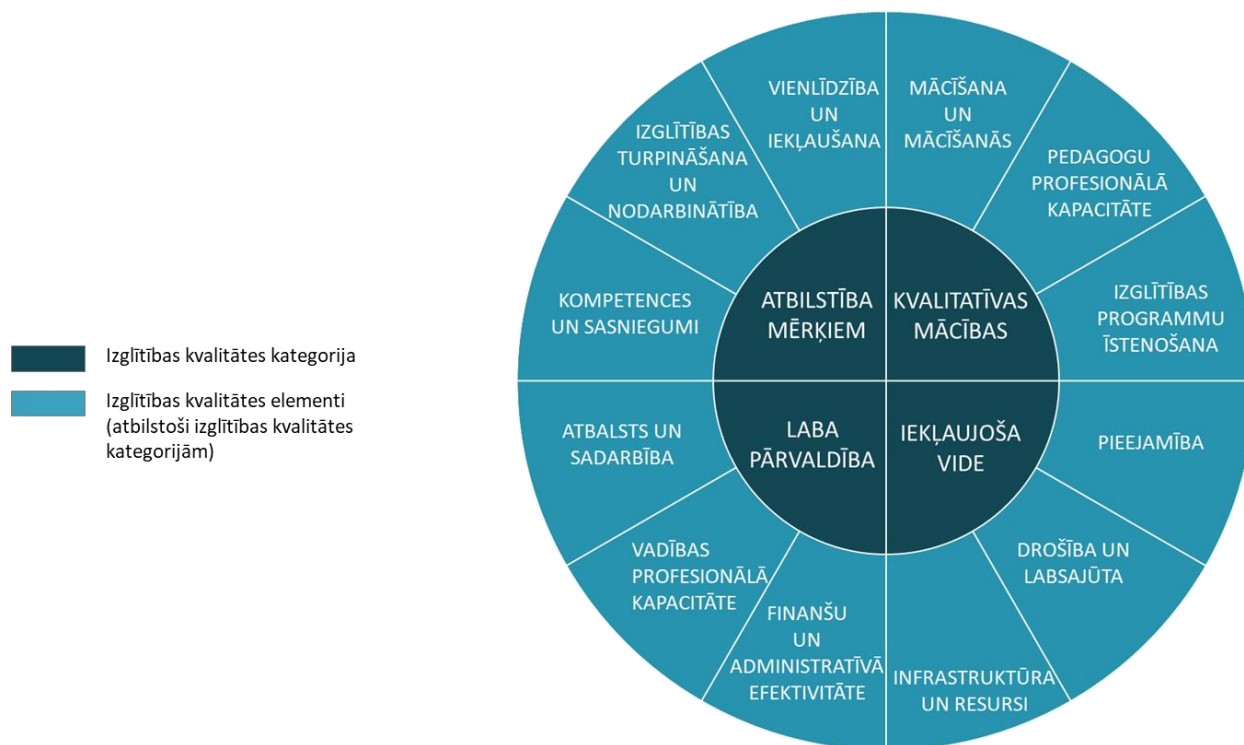 Izglītības kvalitātes kategorija
Izglītības kvalitātes elementi
(atbilstoši izglītības kvalitātes
kategorijām)
VIENLĪDZĪBA
UN
IEKĻAUŠANA
MĀCĪŠANA
UN
MĀCĪŠANĀS
IZGLĪTĪBAS
TURPINĀŠANA
UN
NODARBINĀTĪBA
PEDAGOGU
PROFESIONĀLĀ
KAPACITĀTE
KOMPETENCES
UN SASNIEGUMI
ATBILSTĪBA
MĒRĶIEM
KVALITATĪVAS
MĀCĪBAS
IZGLĪTĪBAS
PROGRAMMU
ĪSTENOŠANA
ATBALSTS UN
SADARBĪBA
LABA
PĀRVALDĪBA
IEKĻAUJOŠA
VIDE
PIEEJAMĪBA
VADĪBAS
PROFESIONĀLĀ
KAPACITĀTE
DROŠĪBA UN
LABSAJŪTA
FINANŠU
UN
ADMINISTRATĪVĀ
EFEKTIVITĀTE
INFRASTRUKTŪRA
UN RESURSI